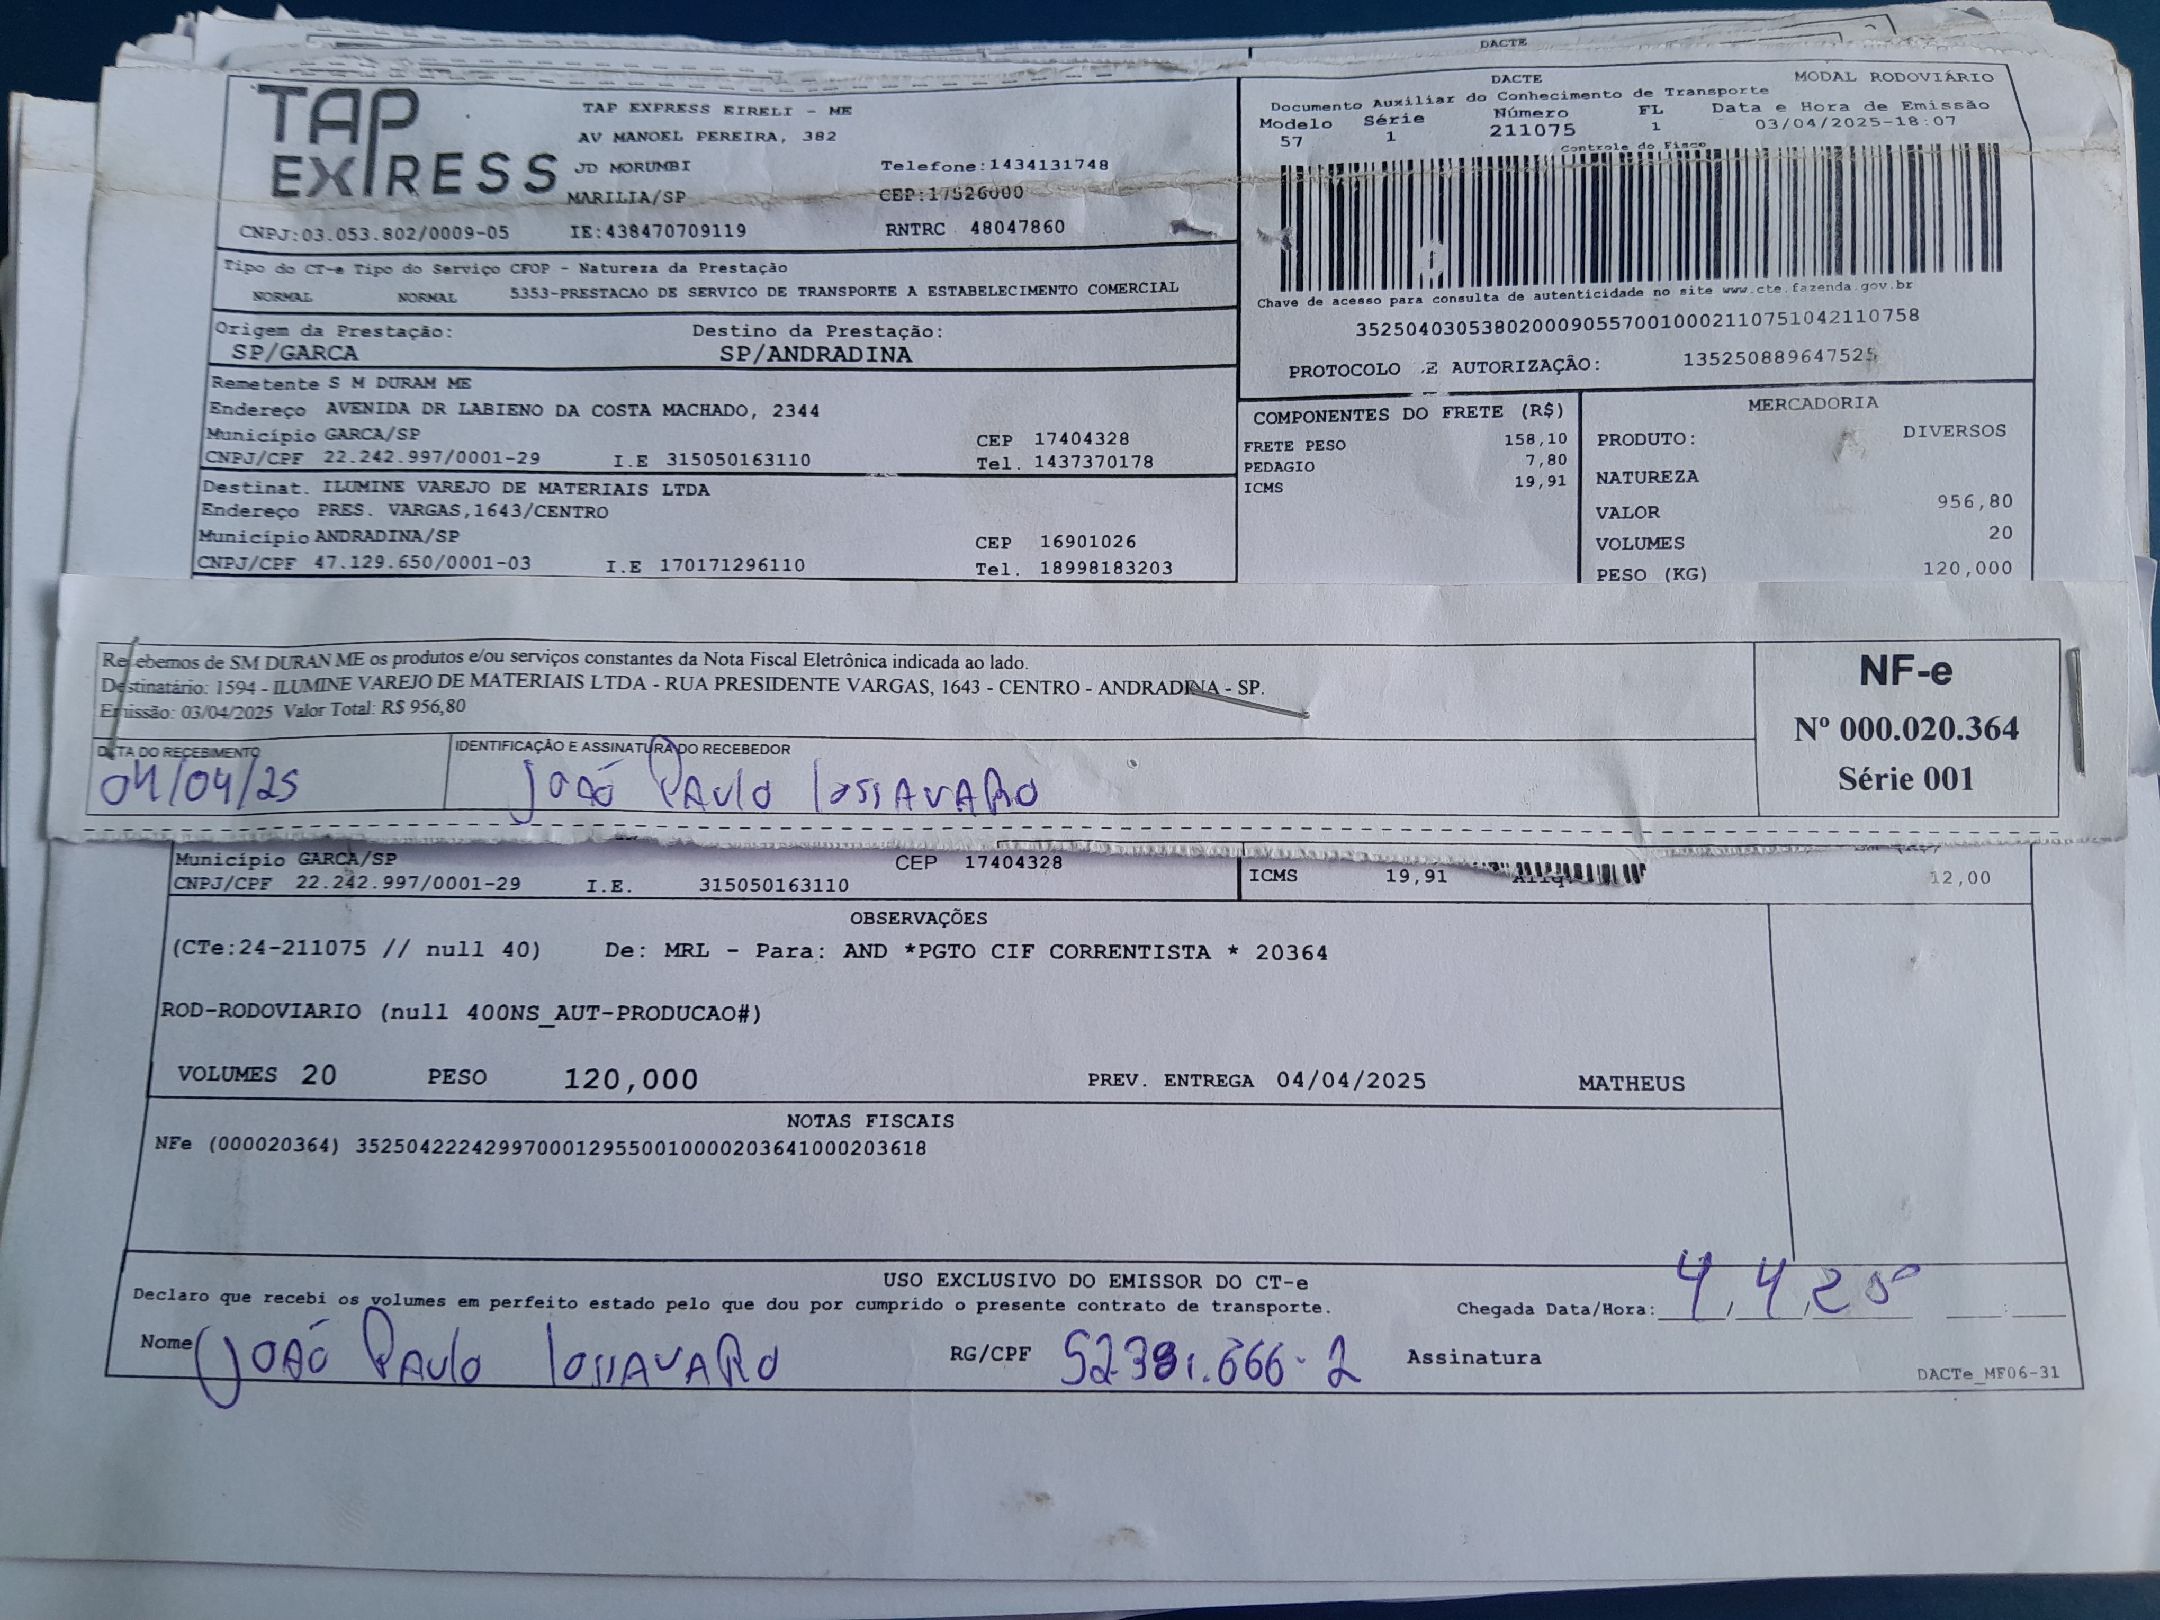 DACTE
TAP EXPRESS
TAP EXPRESS EIRELI - ME
AV MANOEL PEREIRA, 382
JD MORUMBI
Telefone:1434131748
MARILIA/SP
CEP:17526000
CNPJ:03.053.802/0009-05 IE:438470709119 RNTRC 48047860
DACTE MODAL RODOVIÁRIO
Documento Auxiliar do Conhecimento de Transporte
Modelo Série Número FL Data e Hora de Emissão
57 1 211075 1 03/04/2025-18:07
Controle do Fisco
Chave de acesso para consulta de autenticidade no site www.cte.fazenda.gov.br
35250403053802000905570010002110751042110758
PROTOCOLO E AUTORIZAÇÃO: 135250889647525
Tipo do CT-e Tipo do Serviço CFOP - Natureza da Prestação
NORMAL NORMAL 5353-PRESTACAO DE SERVICO DE TRANSPORTE A ESTABELECIMENTO COMERCIAL
Origem da Prestação: Destino da Prestação:
SP/GARCA SP/ANDRADINA
Remetente S M DURAM ME
Endereço AVENIDA DR LABIENO DA COSTA MACHADO, 2344
Município GARCA/SP CEP 17404328
CNPJ/CPF 22.242.997/0001-29 I.E 315050163110 Tel. 1437370178
Destinat. ILUMINE VAREJO DE MATERIAIS LTDA
Endereço PRES. VARGAS,1643/CENTRO
Município ANDRADINA/SP CEP 16901026
CNPJ/CPF 47.129.650/0001-03 I.E 170171296110 Tel. 18998183203
COMPONENTES DO FRETE (R$)
FRETE PESO 158,10
PEDAGIO 7,80
ICMS 19,91
MERCADORIA
PRODUTO: DIVERSOS
NATUREZA
VALOR 956,80
VOLUMES 20
PESO (KG) 120,000
Recebemos de SM DURAN ME os produtos e/ou serviços constantes da Nota Fiscal Eletrônica indicada ao lado.
Destinatário: 1594 - ILUMINE VAREJO DE MATERIAIS LTDA - RUA PRESIDENTE VARGAS, 1643 - CENTRO - ANDRADINA - SP.
Emissão: 03/04/2025 Valor Total: R$ 956,80
DATA DO RECEBIMENTO IDENTIFICAÇÃO E ASSINATURA DO RECEBEDOR
04/04/25 João Paulo IossAvARo
NF-e
Nº 000.020.364
Série 001
Município GARCA/SP CEP 17404328
CNPJ/CPF 22.242.997/0001-29 I.E. 315050163110
ICMS 19,91 12,00
OBSERVAÇÕES
(CTe:24-211075 // null 40) De: MRL - Para: AND *PGTO CIF CORRENTISTA * 20364
ROD-RODOVIARIO (null 400NS_AUT-PRODUCAO#)
VOLUMES 20 PESO 120,000 PREV. ENTREGA 04/04/2025 MATHEUS
NOTAS FISCAIS
NFe (000020364) 35250422242997000129550010000203641000203618
USO EXCLUSIVO DO EMISSOR DO CT-e
Declaro que recebi os volumes em perfeito estado pelo que dou por cumprido o presente contrato de transporte. Chegada Data/Hora: 4/4/25
Nome João Paulo IossAvARo RG/CPF 52391.666-2 Assinatura
DACTe_MF06-31